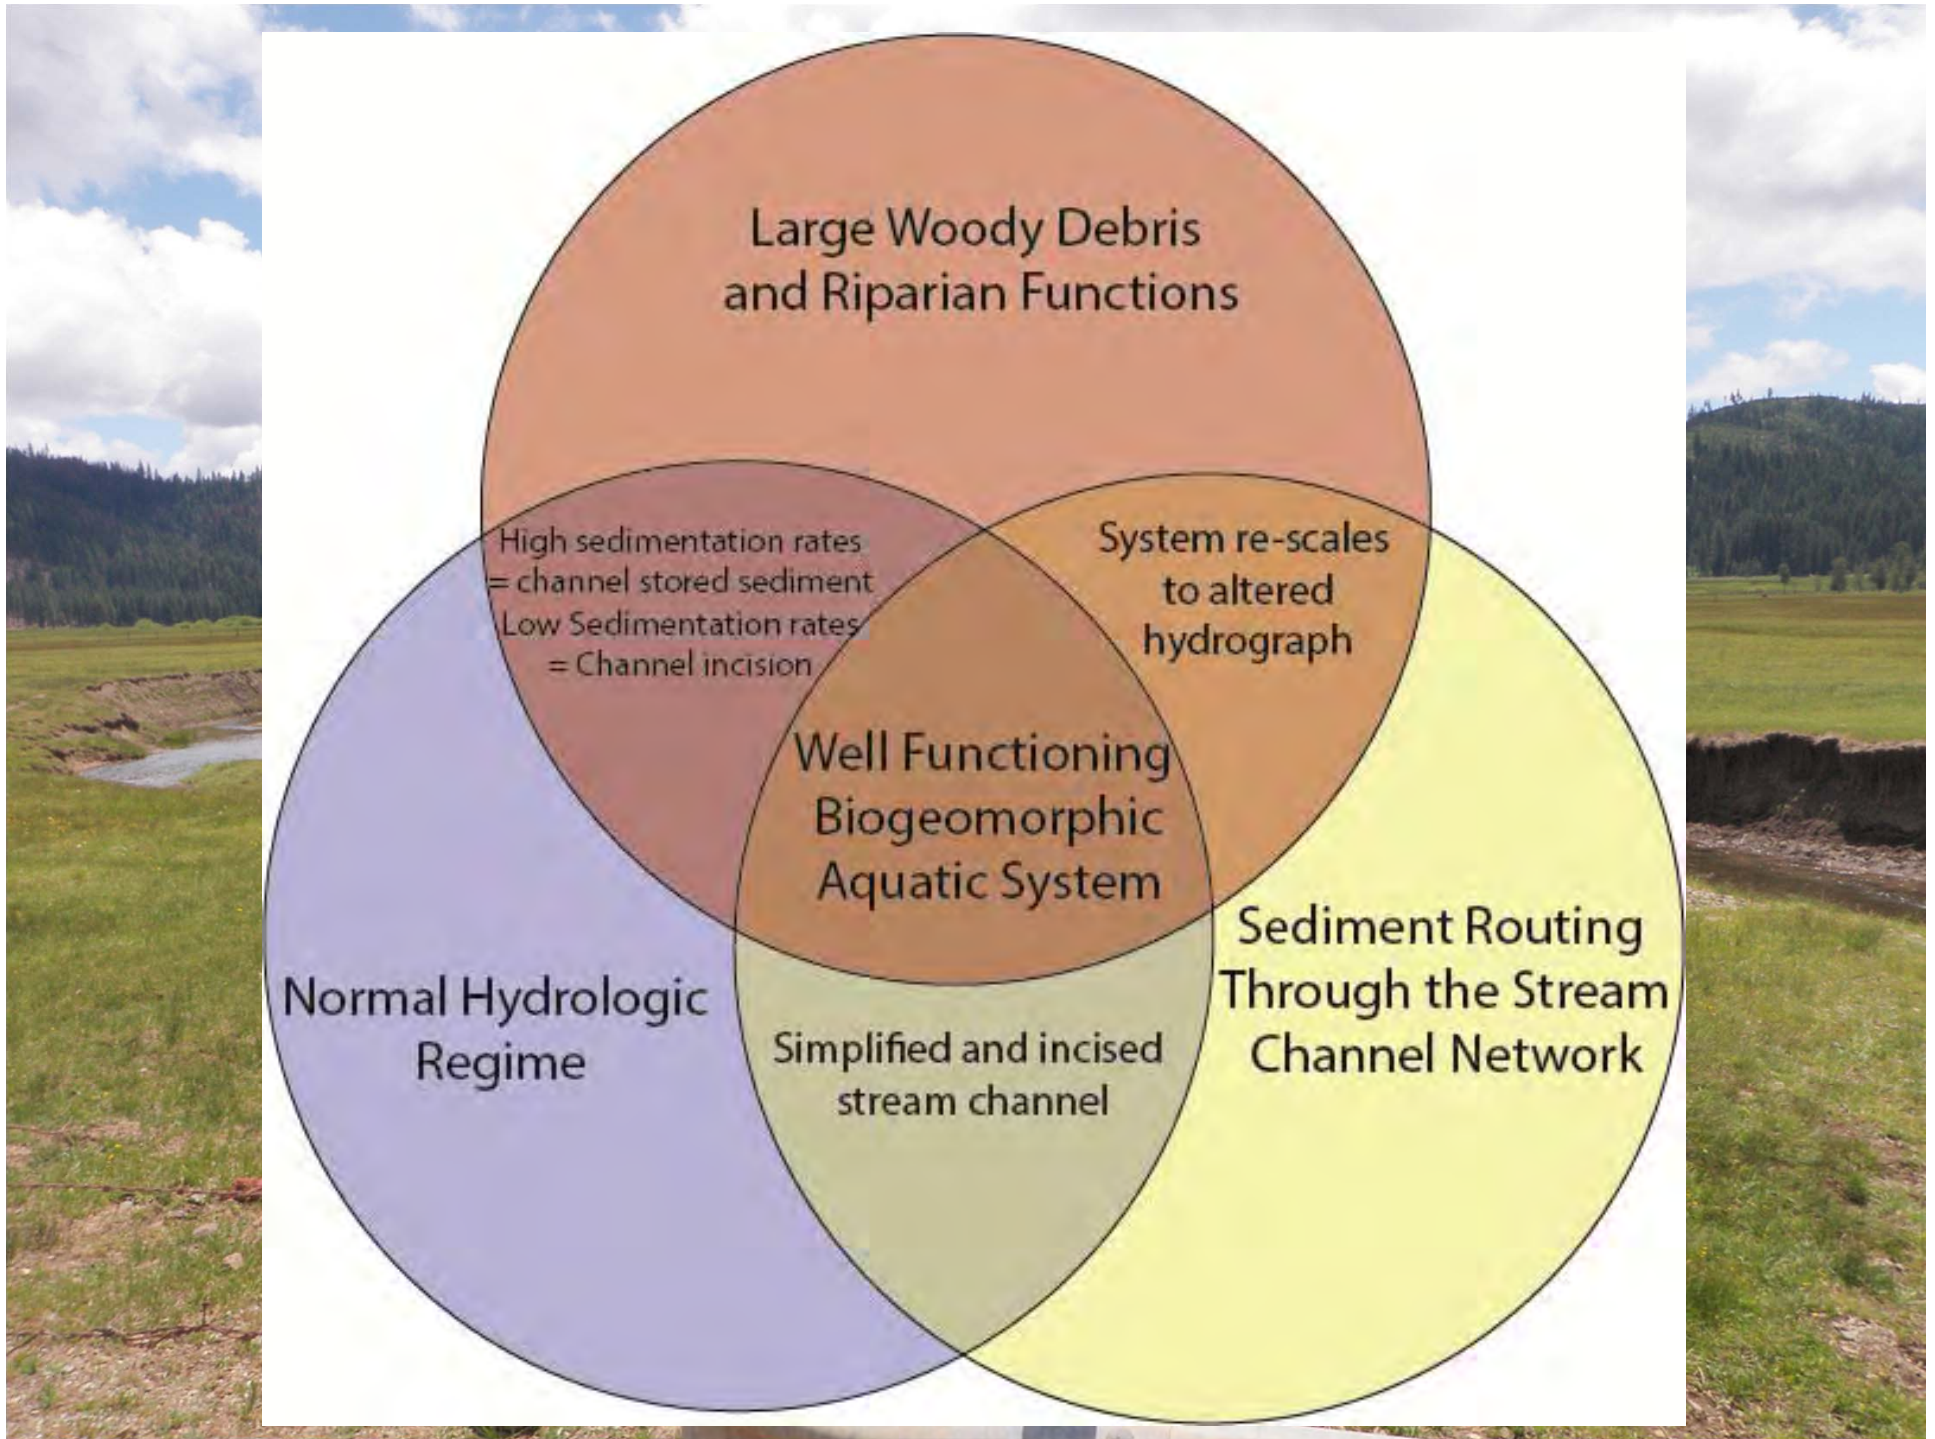 Large Woody Debris
and Riparian Functions
High sedimentation rates
= channel stored sediment
Low Sedimentation rates
= Channel incision
System re-scales
to altered
hydrograph
Well Functioning
Biogeomorphic
Aquatic System
Normal Hydrologic
Regime
Sediment Routing
Through the Stream
Channel Network
Simplified and incised
stream channel